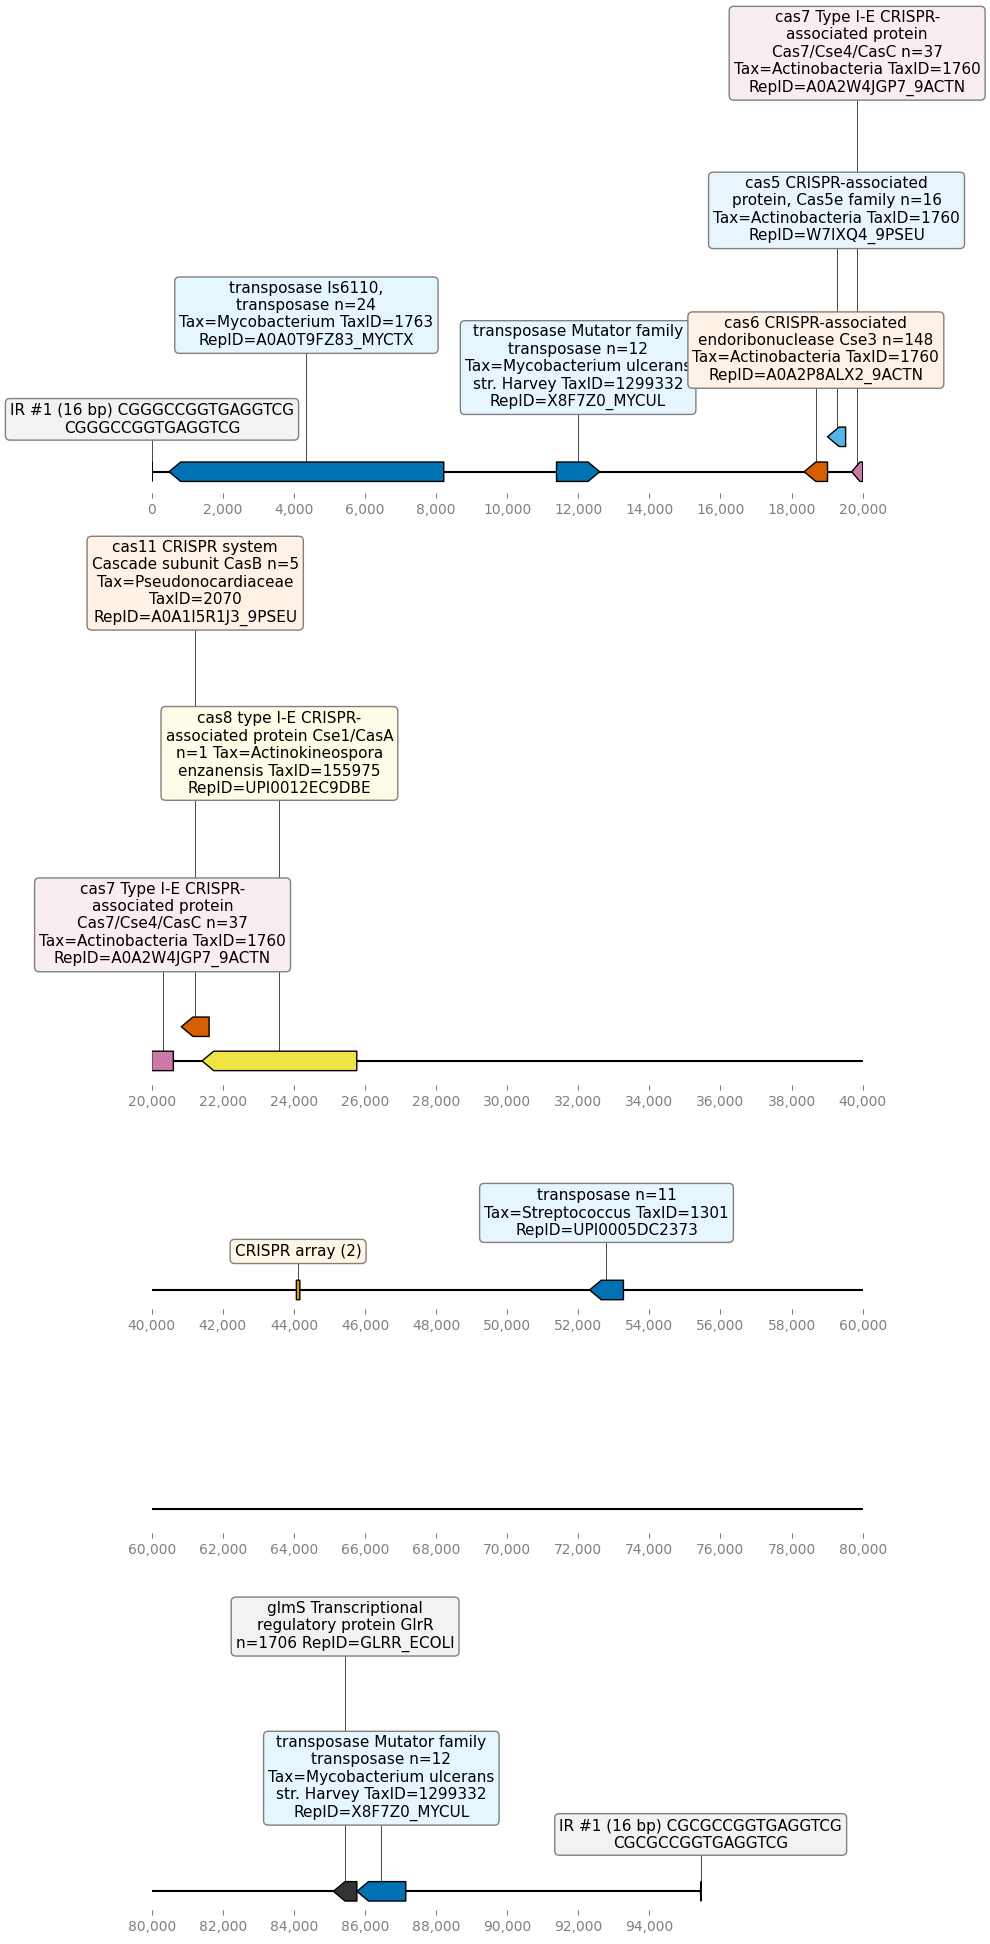 cas7 Type I-E CRISPR-
associated protein
Cas7/Cse4/CasC n=37
Tax=Actinobacteria TaxID=1760
RepID=A0A2W4JGP7_9ACTN
cas5 CRISPR-associated
protein, Cas5e family n=16
Tax=Actinobacteria TaxID=1760
RepID=W7IXQ4_9PSEU
transposase Is6110,
transposase n=24
Tax=Mycobacterium TaxID=1763
RepID=A0A0T9FZ83_MYCTX
transposase Mutator family
transposase n=12
Tax=Mycobacterium ulcerans
str. Harvey TaxID=1299332
RepID=X8F7Z0_MYCUL
cas6 CRISPR-associated
endoribonuclease Cse3 n=148
Tax=Actinobacteria TaxID=1760
RepID=A0A2P8ALX2_9ACTN
IR #1 (16 bp) CGGGCCGGTGAGGTCG
CGGGCCGGTGAGGTCG
0 2,000 4,000 6,000 8,000 10,000 12,000 14,000 16,000 18,000 20,000
cas11 CRISPR system
Cascade subunit CasB n=5
Tax=Pseudonocardiaceae
TaxID=2070
RepID=A0A1I5R1J3_9PSEU
cas8 type I-E CRISPR-
associated protein Cse1/CasA
n=1 Tax=Actinokineospora
enzanensis TaxID=155975
RepID=UPI0012EC9DBE
cas7 Type I-E CRISPR-
associated protein
Cas7/Cse4/CasC n=37
Tax=Actinobacteria TaxID=1760
RepID=A0A2W4JGP7_9ACTN
20,000 22,000 24,000 26,000 28,000 30,000 32,000 34,000 36,000 38,000 40,000
transposase n=11
Tax=Streptococcus TaxID=1301
RepID=UPI0005DC2373
CRISPR array (2)
40,000 42,000 44,000 46,000 48,000 50,000 52,000 54,000 56,000 58,000 60,000
60,000 62,000 64,000 66,000 68,000 70,000 72,000 74,000 76,000 78,000 80,000
glmS Transcriptional
regulatory protein GlrR
n=1706 RepID=GLRR_ECOLI
transposase Mutator family
transposase n=12
Tax=Mycobacterium ulcerans
str. Harvey TaxID=1299332
RepID=X8F7Z0_MYCUL
IR #1 (16 bp) CGCGCCGGTGAGGTCG
CGCGCCGGTGAGGTCG
80,000 82,000 84,000 86,000 88,000 90,000 92,000 94,000